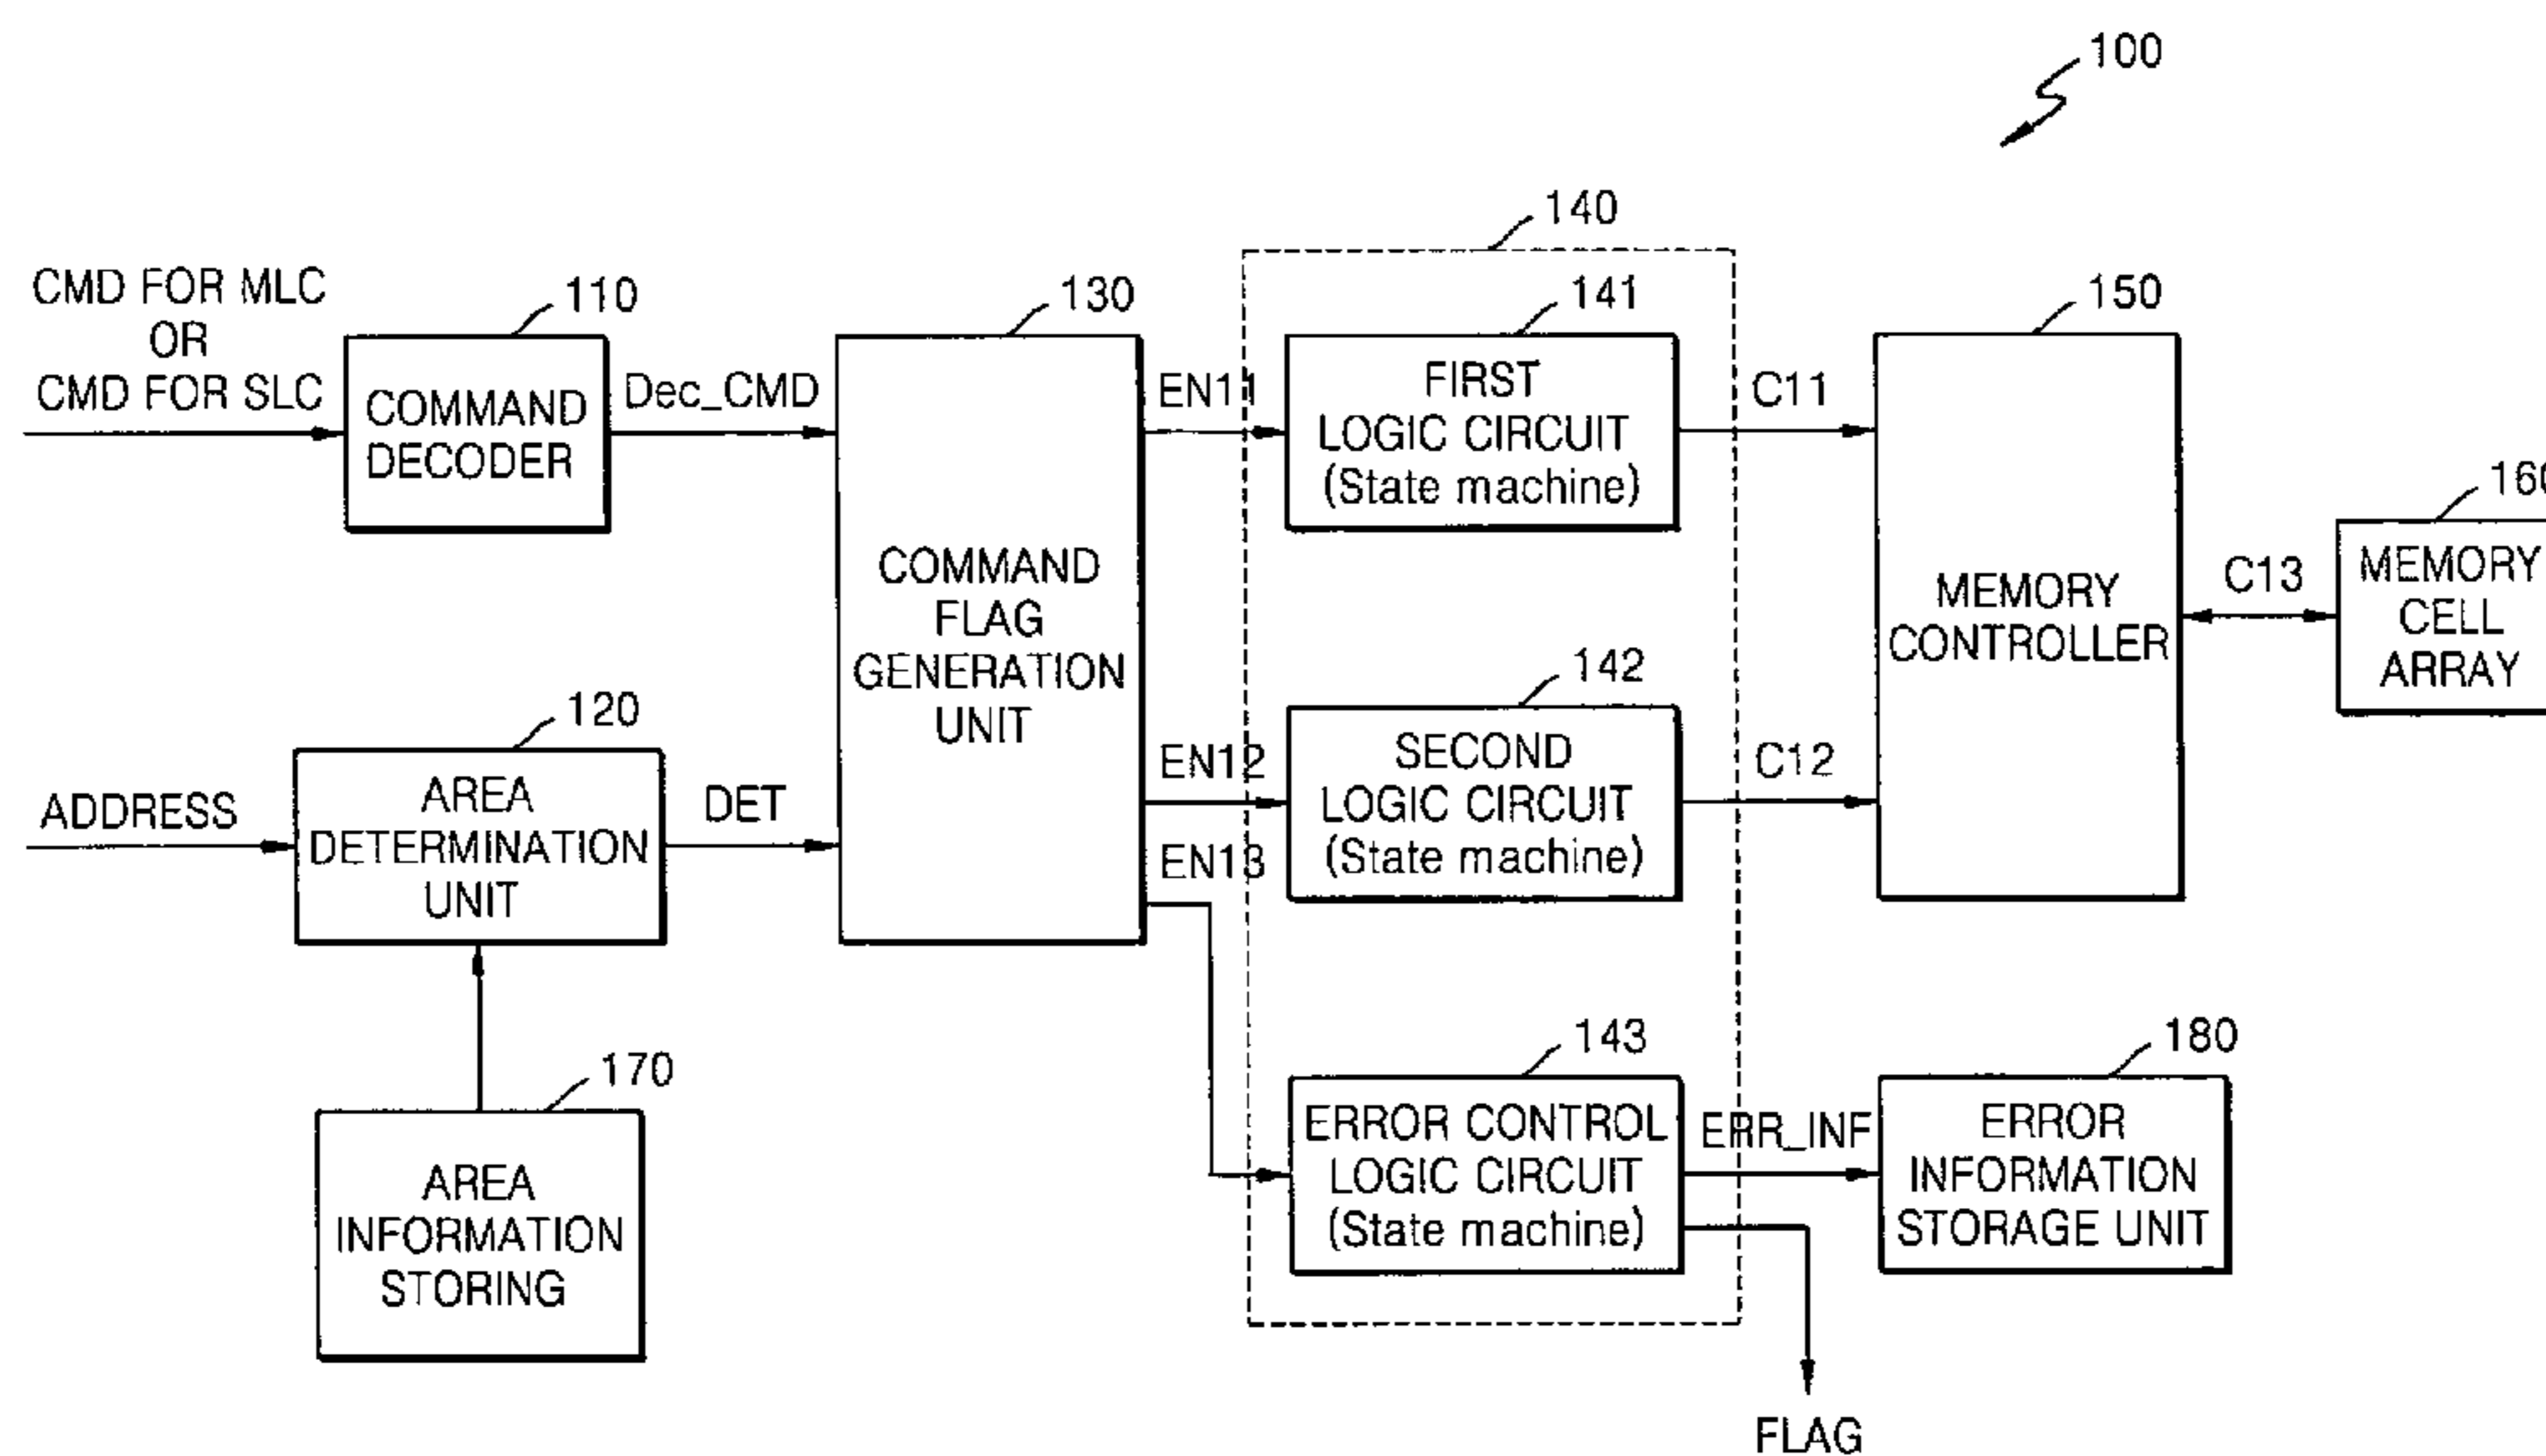 100
140
CMD FOR MLC
OR
CMD FOR SLC
110
COMMAND
DECODER
Dec_CMD
130
COMMAND
FLAG
GENERATION
UNIT
EN11
141
FIRST
LOGIC CIRCUIT
(State machine)
C11
150
MEMORY
CONTROLLER
C13
MEMORY
CELL
ARRAY
ADDRESS
120
AREA
DETERMINATION
UNIT
DET
EN12
142
SECOND
LOGIC CIRCUIT
(State machine)
C12
EN13
170
AREA
INFORMATION
STORING
143
ERROR CONTROL
LOGIC CIRCUIT
(State machine)
ERR_INF
180
ERROR
INFORMATION
STORAGE UNIT
FLAG